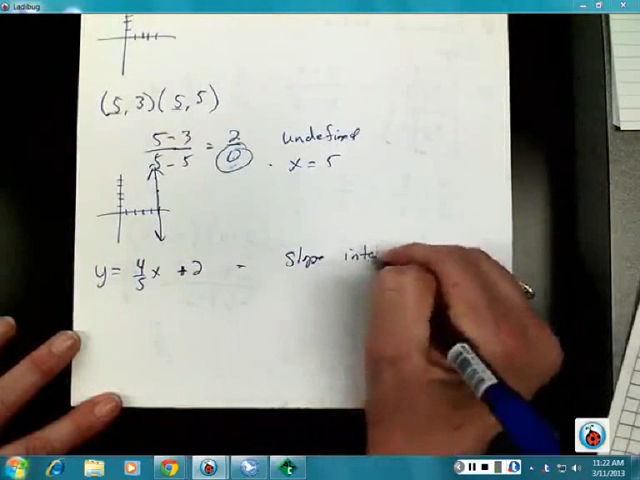 Ladibug
(5, 3)(5, 5)
5-3/5-5 = 2/0 undefined
x = 5
y = 4/5 x +2 - slope inte
11:22 AM
3/11/2013